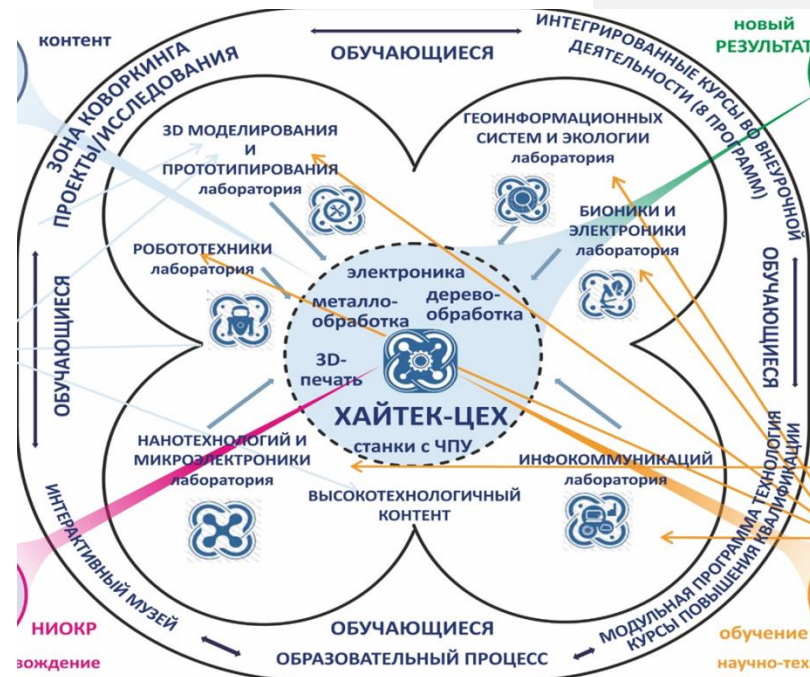 контент
ОБУЧАЮЩИЕСЯ
новый
РЕЗУЛЬТАТ
ЗОНА КОВОРКИНГА
ПРОЕКТЫ/ИССЛЕДОВАНИЯ
ИНТЕГРИРОВАННЫЕ КУРСЫ ВО ВНЕУРОЧНОЙ
ДЕЯТЕЛЬНОСТИ (8 ПРОГРАММ)
3D МОДЕЛИРОВАНИЯ
И
ПРОТОТИПИРОВАНИЯ
лаборатория
ГЕОИНФОРМАЦИОННЫХ
СИСТЕМ И ЭКОЛОГИИ
лаборатория
РОБОТОТЕХНИКИ
лаборатория
БИОНИКИ И
ЭЛЕКТРОНИКИ
лаборатория
ОБУЧАЮЩИЕСЯ
ОБУЧАЮЩИЕСЯ
электроника
металло-
обработка
дерево-
обработка
3D-
печать
ХАЙТЕК-ЦЕХ
станки с ЧПУ
НАНОТЕХНОЛОГИЙ И
МИКРОЭЛЕКТРОНИКИ
лаборатория
ИНФОКОММУНИКАЦИЙ
лаборатория
ВЫСОКОТЕХНОЛОГИЧНЫЙ
КОНТЕНТ
ИНТЕРАКТИВНЫЙ МУЗЕЙ
МОДУЛЬНАЯ ПРОГРАММА ТЕХНОЛОГИЯ
КУРСЫ ПОВЫШЕНИЯ КВАЛИФИКАЦИИ
ОБУЧАЮЩИЕСЯ
ОБРАЗОВАТЕЛЬНЫЙ ПРОЦЕСС
НИОКР
вождение
обучение
научно-тех